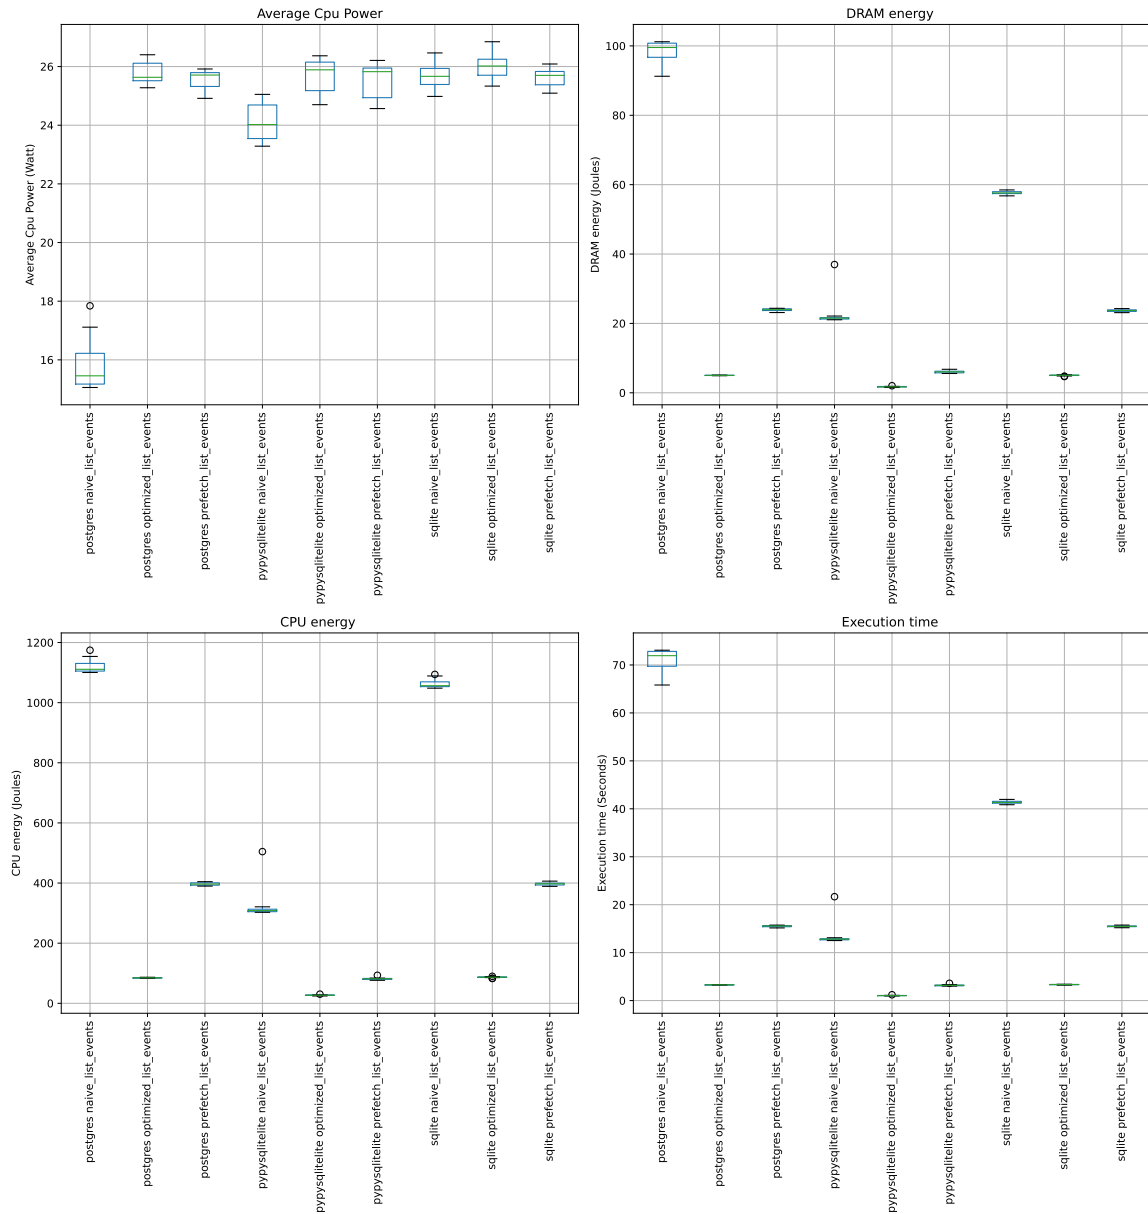 Average Cpu Power
Average Cpu Power (Watt)
26
24
22
20
18
16
postgres naive_list_events
postgres optimized_list_events
postgres prefetch_list_events
pypysqlitelite naive_list_events
pypysqlitelite optimized_list_events
pypysqlitelite prefetch_list_events
sqlite naive_list_events
sqlite optimized_list_events
sqlite prefetch_list_events
DRAM energy
DRAM energy (Joules)
100
80
60
40
20
0
postgres naive_list_events
postgres optimized_list_events
postgres prefetch_list_events
pypysqlitelite naive_list_events
pypysqlitelite optimized_list_events
pypysqlitelite prefetch_list_events
sqlite naive_list_events
sqlite optimized_list_events
sqlite prefetch_list_events
CPU energy
CPU energy (Joules)
1200
1000
800
600
400
200
0
postgres naive_list_events
postgres optimized_list_events
postgres prefetch_list_events
pypysqlitelite naive_list_events
pypysqlitelite optimized_list_events
pypysqlitelite prefetch_list_events
sqlite naive_list_events
sqlite optimized_list_events
sqlite prefetch_list_events
Execution time
Execution time (Seconds)
70
60
50
40
30
20
10
0
postgres naive_list_events
postgres optimized_list_events
postgres prefetch_list_events
pypysqlitelite naive_list_events
pypysqlitelite optimized_list_events
pypysqlitelite prefetch_list_events
sqlite naive_list_events
sqlite optimized_list_events
sqlite prefetch_list_events